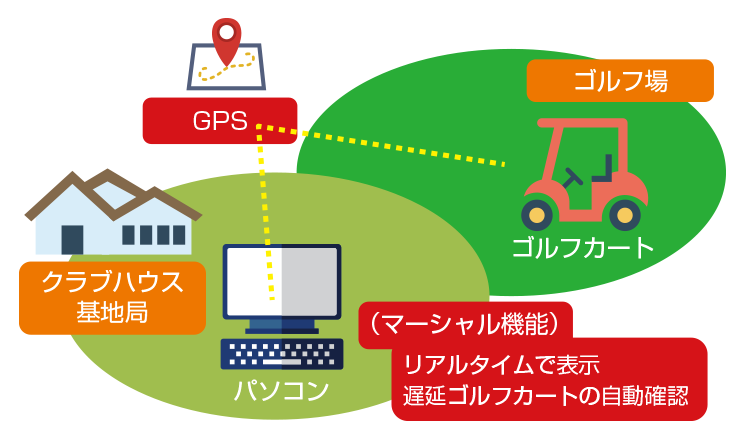 GPS
ゴルフ場
ゴルフカート
クラブハウス
基地局
パソコン
（マーシャル機能）
リアルタイムで表示
遅延ゴルフカートの自動確認